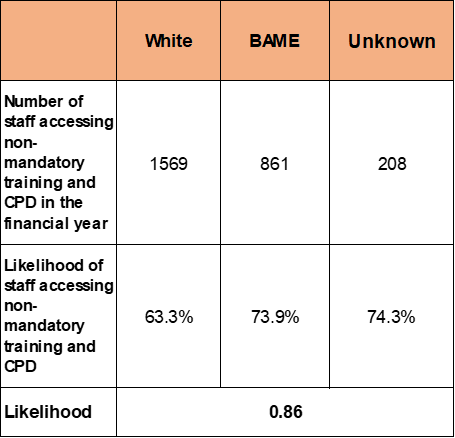 White BAME Unknown
Number of
staff accessing
non-
mandatory
training and
CPD in the
financial year
1569 861 208
Likelihood of
staff accessing
non-
mandatory
training and
CPD
63.3% 73.9% 74.3%
Likelihood 0.86